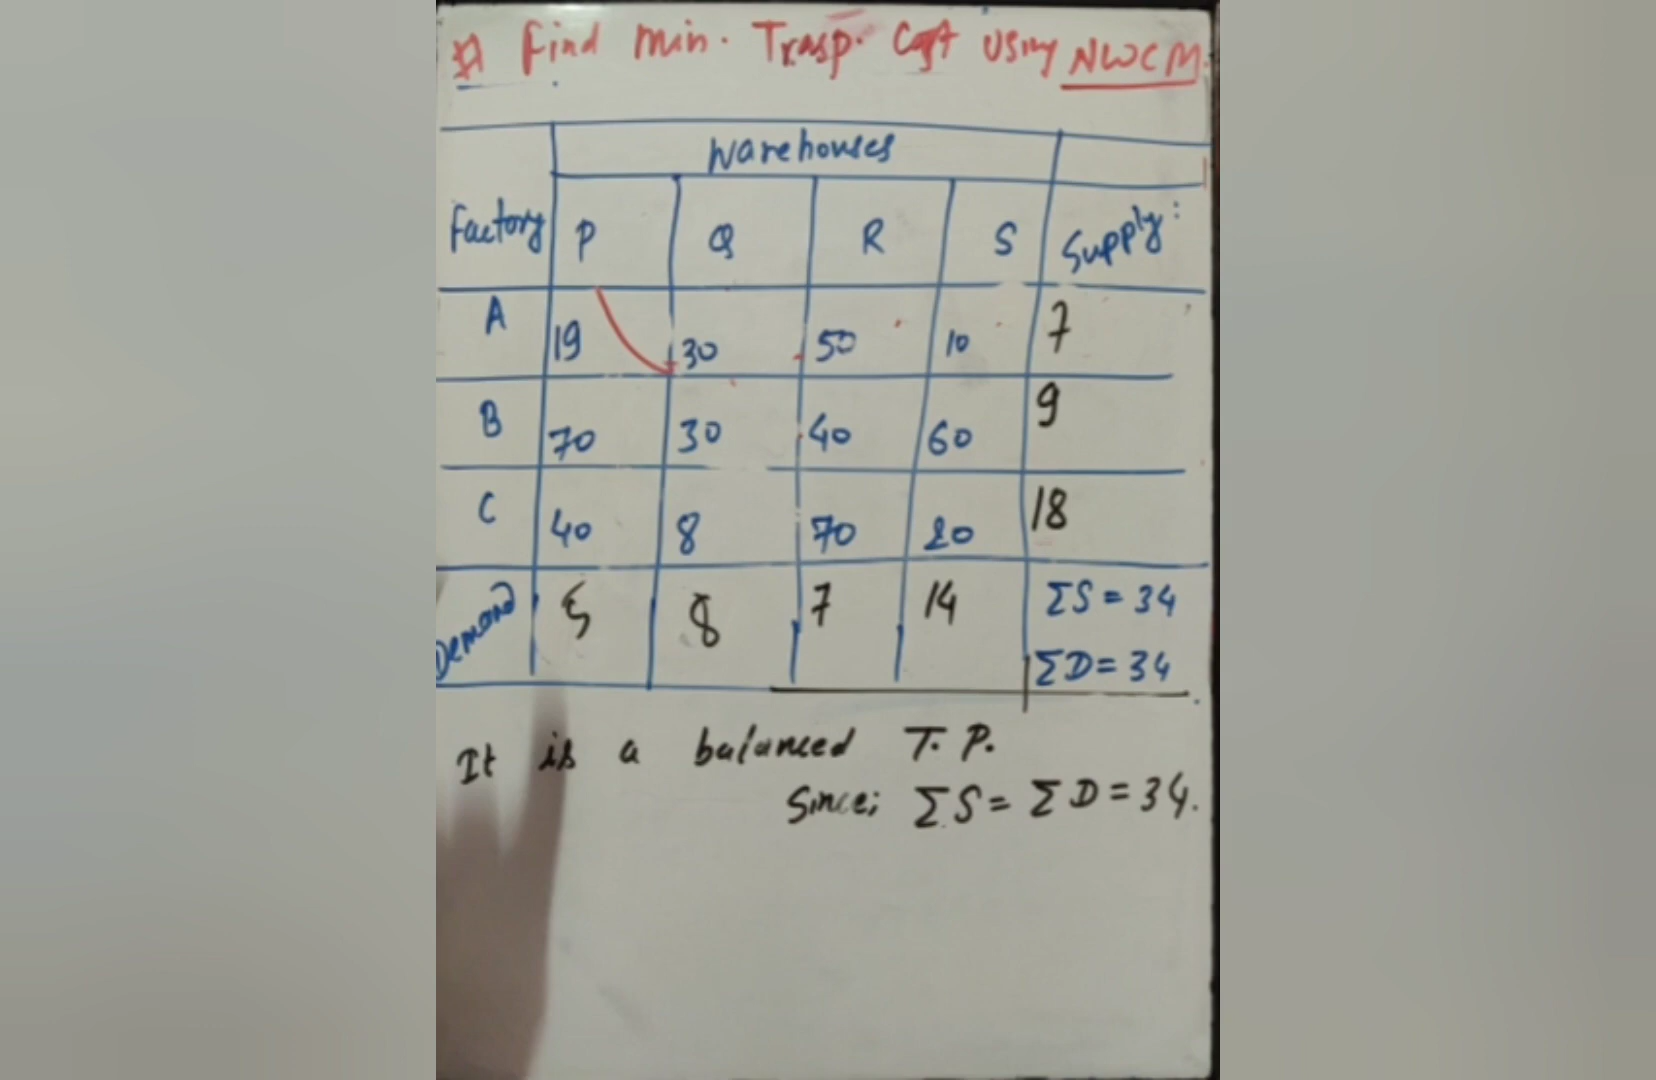 Find Min. Trasp. Cost using NWCM.
Warehouses
Factory P Q R S Supply:
A 19 30 50 10 7
B 70 30 40 60 9
C 40 8 70 20 18
Demand 5 8 7 14 ΣS = 34
ΣD = 34
It is a balanced T. P.
Since; ΣS = ΣD = 34.